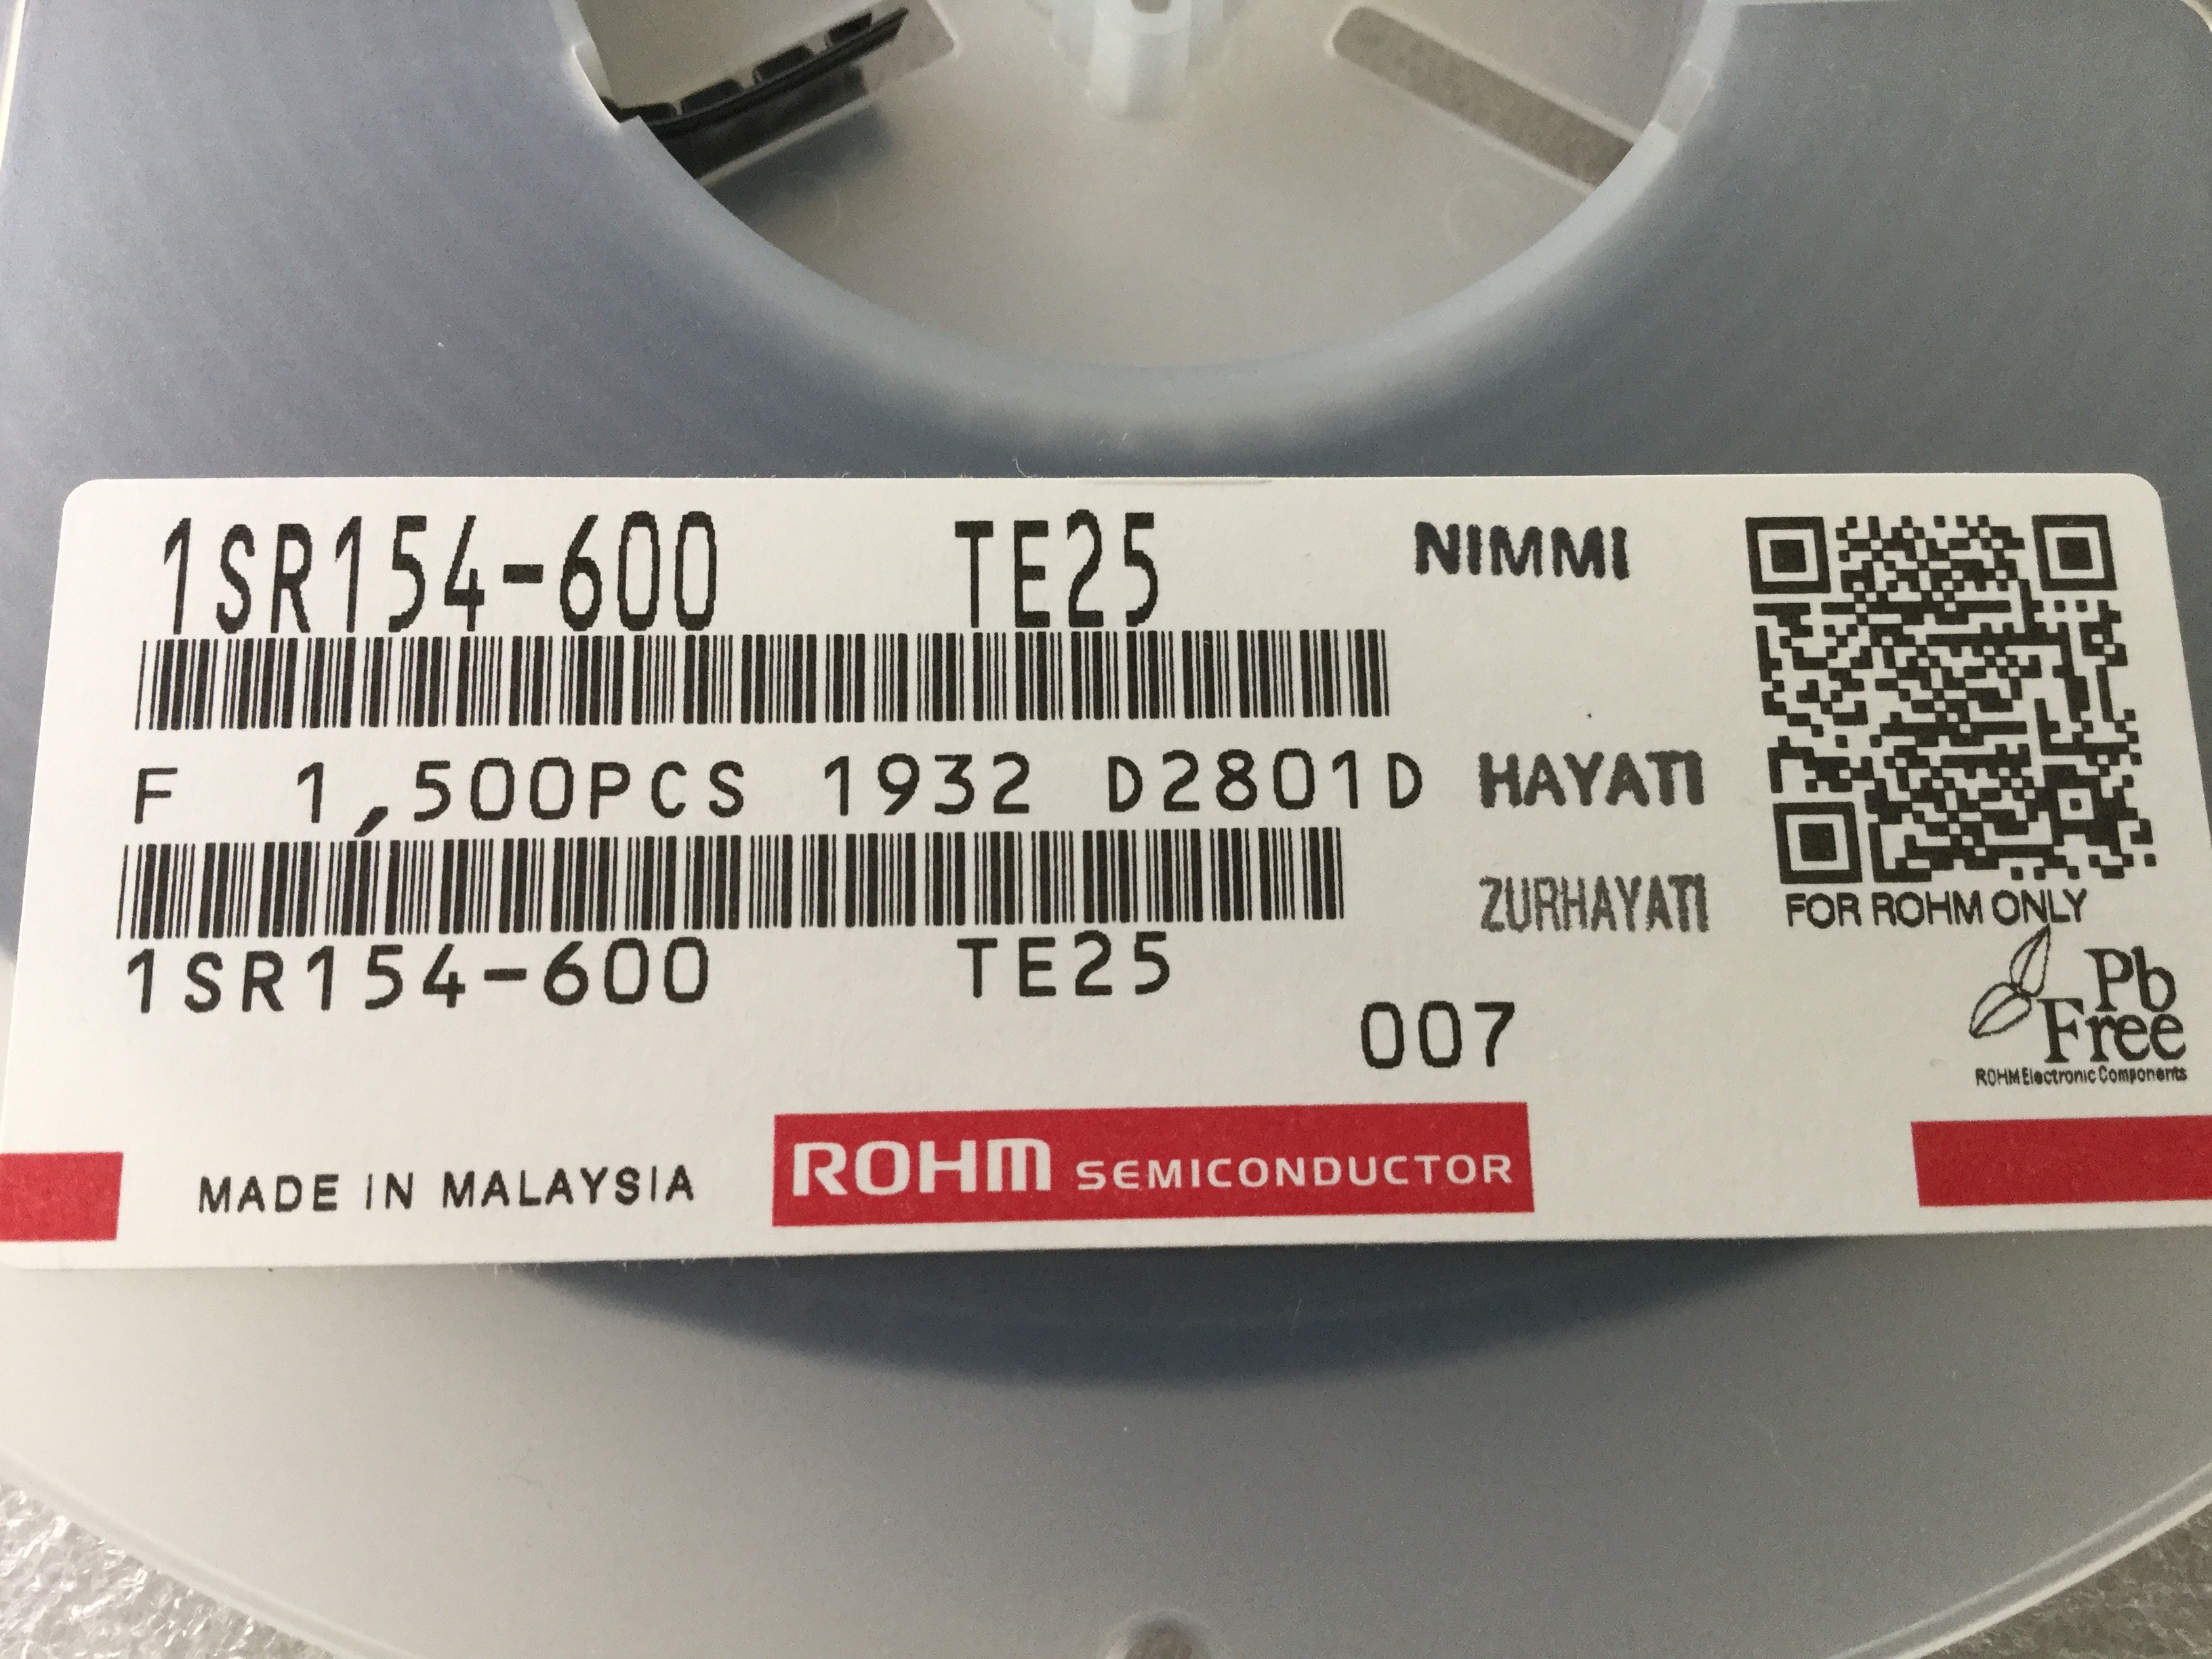 1SR154-600 TE25 NIMMI
F 1,500PCS 1932 D2801D HAYATI
ZURHAYATI
FOR ROHM ONLY
1SR154-600 TE25
007
Pb
Free
ROHM Electronic Components
MADE IN MALAYSIA
ROHM SEMICONDUCTOR